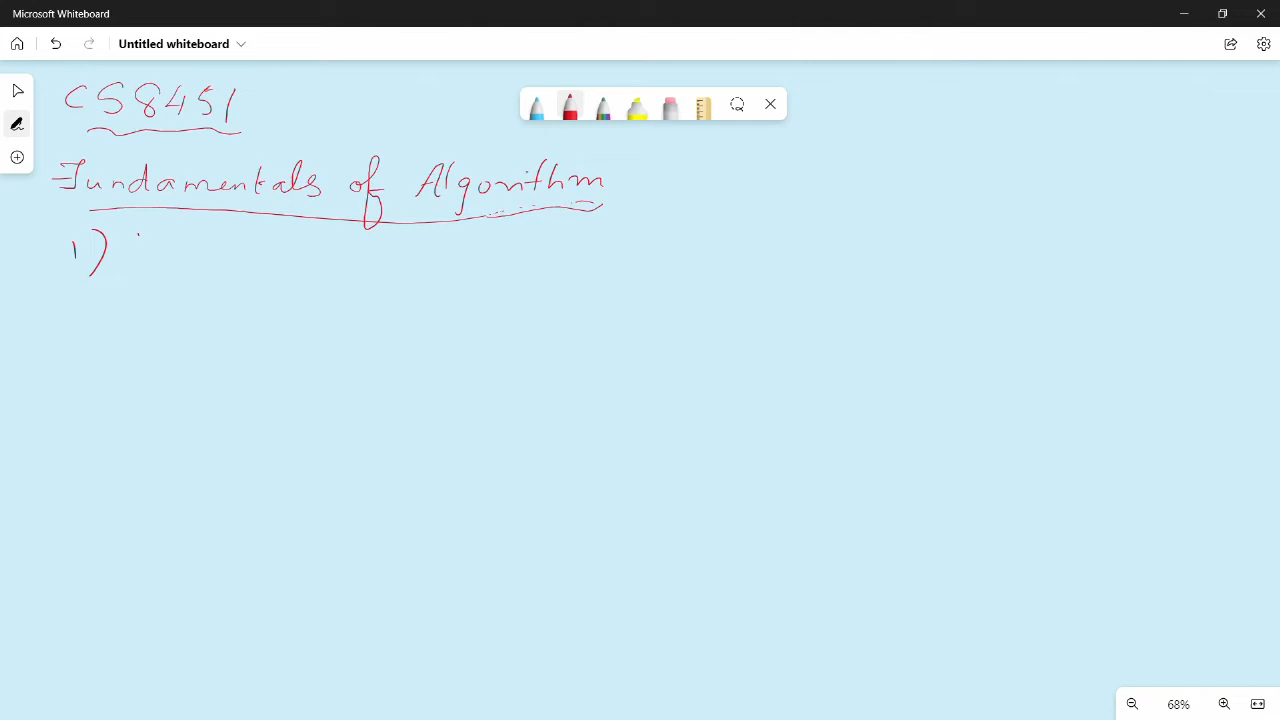 Microsoft Whiteboard
Untitled whiteboard
CS8451
Fundamentals of Algorithm
1)
68%